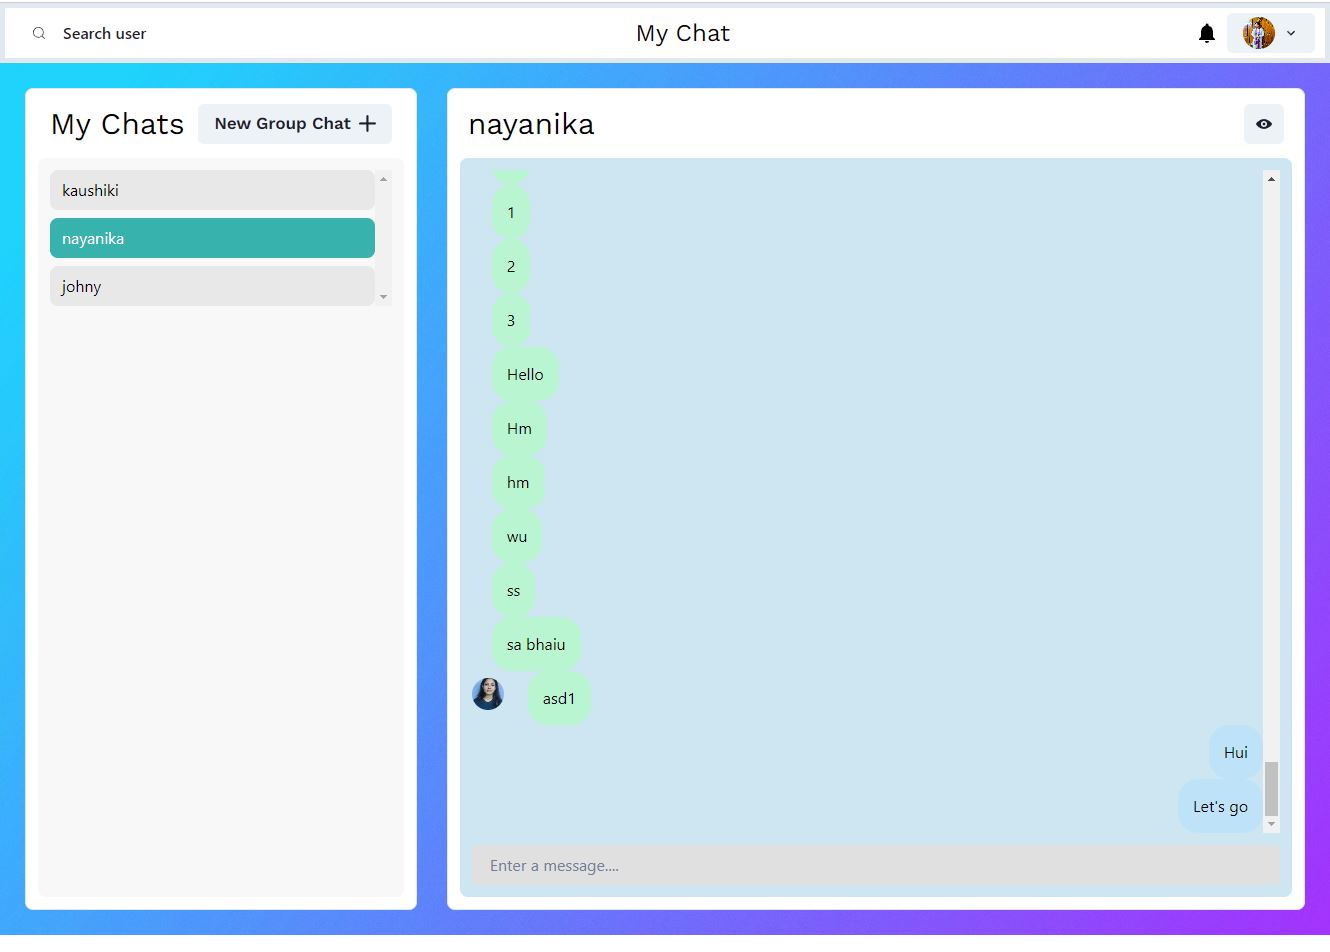 Search user
My Chat
My Chats
New Group Chat
kaushiki
nayanika
johny
nayanika
1
2
3
Hello
Hm
hm
wu
ss
sa bhaiu
asd1
Hui
Let's go
Enter a message....